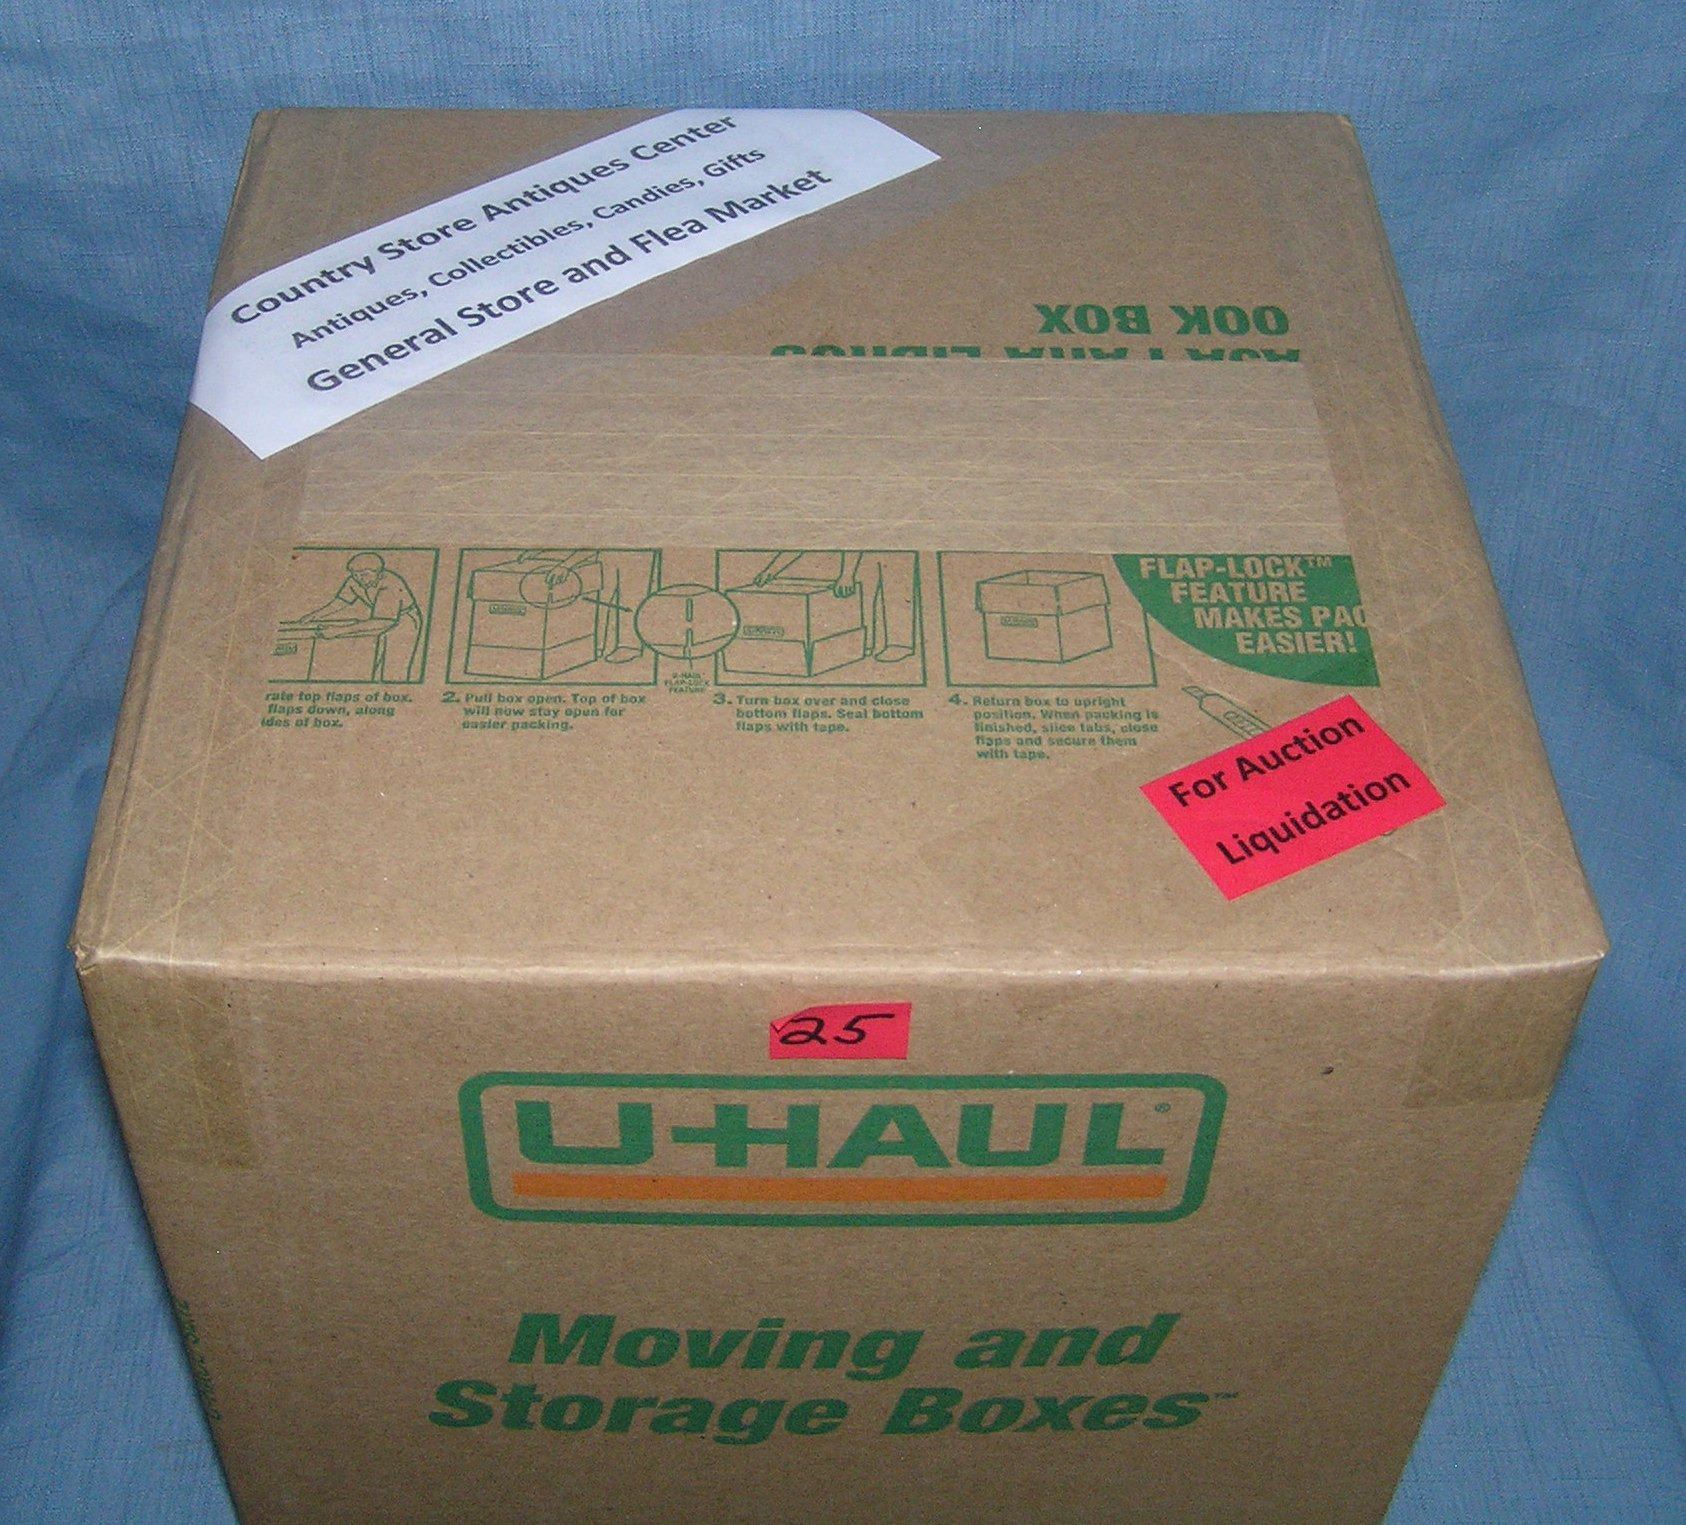 Country Store Antiques Center
Antiques, Collectibles, Candies, Gifts
General Store and Flea Market
OOK BOX
FLAP-LOCK™
FEATURE
MAKES PAC
EASIER!
rate top flaps of box.
flaps down, along
ides of box.
2. Pull box open. Top of box
will now stay open for
easier packing.
U-HAUL
FLAP-LOCK
FEATURE
3. Turn box over and close
bottom flaps. Seal bottom
flaps with tape.
4. Return box to upright
position. When packing is
finished, slice tabs, close
flaps and secure them
with tape.
For Auction
Liquidation
25
U-HAUL®
Moving and
Storage Boxes™